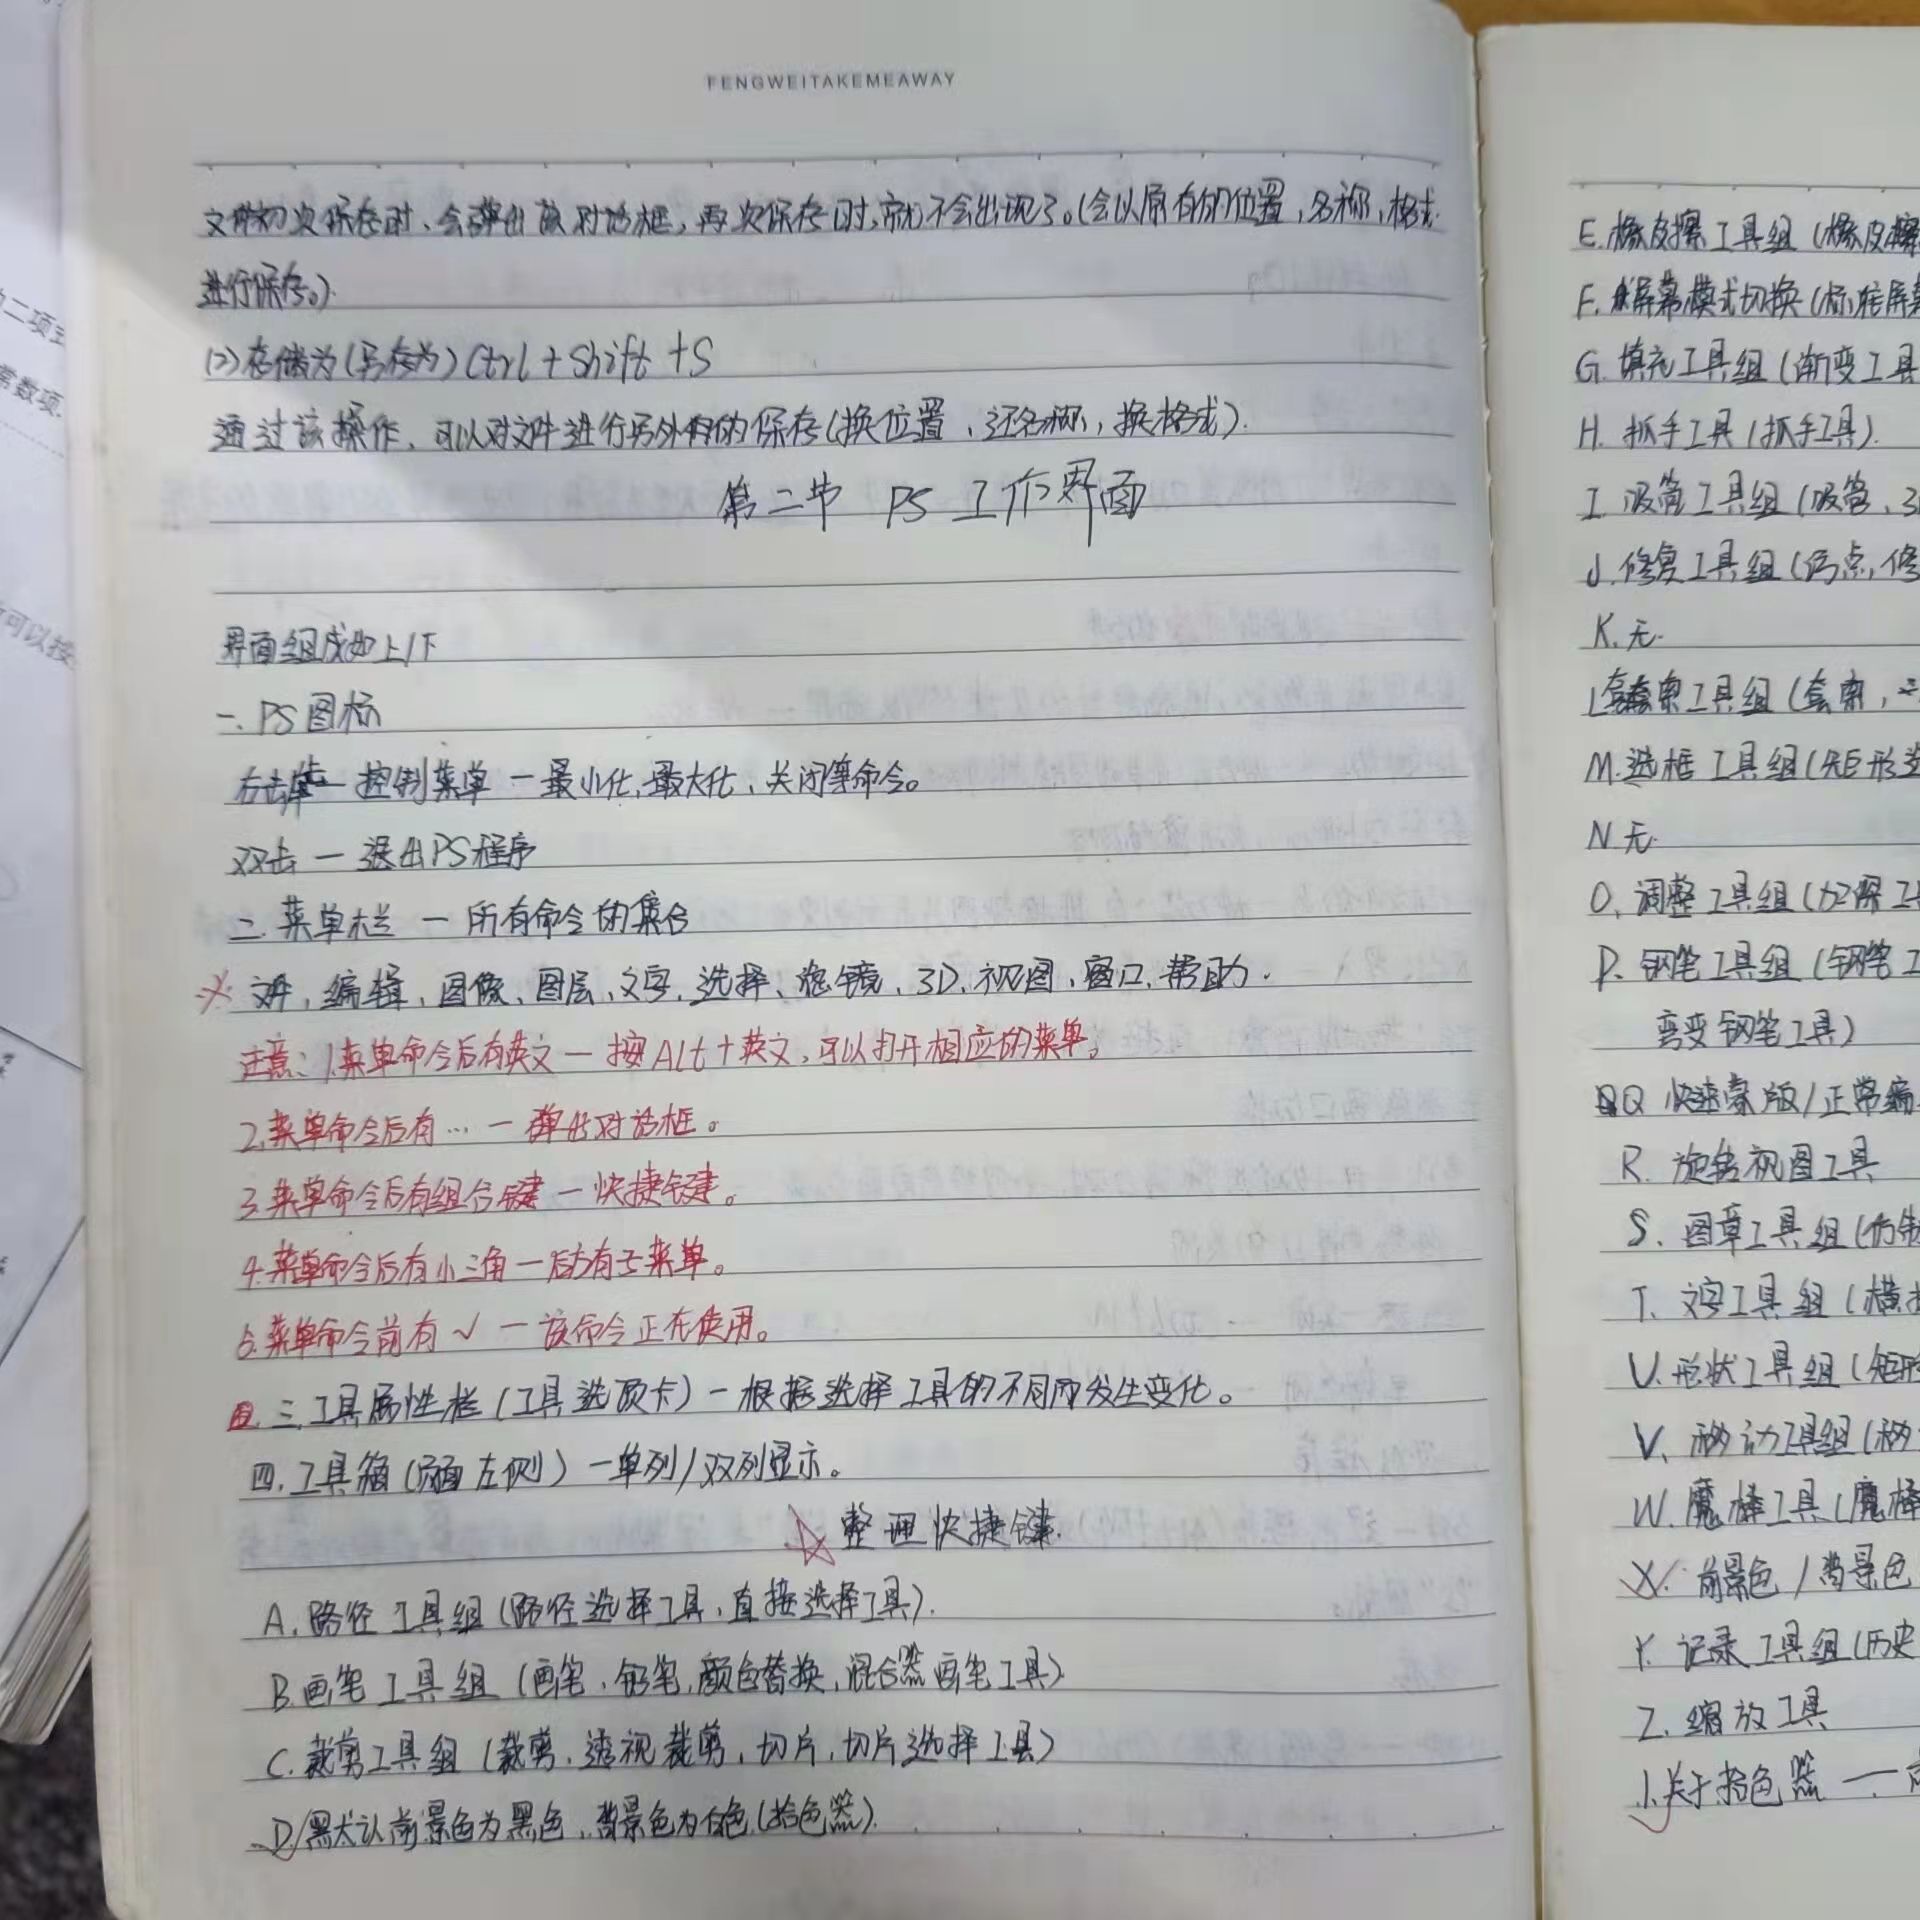 FENGWEITAKEMEAWAY
文件初次保存时、会弹出该对话框,再次保存时,就不会出现了。(会以原有的位置,名称,格式
进行保存。)
(2)存储为(另存为)Ctrl+Shift+S
通过该操作,可以对文件进行另外的保存(换位置、还名称,换格式).
第二节 PS 工作界面
界面组成如上/下
一.PS图标
右击 — 控制菜单 — 最小化,最大化、关闭等命令。
双击 — 退出PS程序
二.菜单栏 — 所有命令的集合
文件,编辑,图像、图层、文字,选择、滤镜,3D,视图,窗口,帮助.
注意:1.菜单命令后有英文 — 按Alt+英文,可以打开相应的菜单。
2.菜单命令后有… — 弹出对话框。
3.菜单命令后有组合键 — 快捷键。
4.菜单命令后有小三角 — 后方有子菜单。
5.菜单命令前有√ — 该命令正在使用。
三.工具属性栏(工具选项卡) — 根据选择工具的不同而发生变化。
四.工具箱(左侧) — 单列/双列显示。
☆整理快捷键.
A.路径工具组(路径选择工具,直接选择工具).
B.画笔工具组(画笔,铅笔,颜色替换,混合器画笔工具)
C.裁剪工具组(裁剪,透视裁剪,切片,切片选择工具)
D.默认前景色为黑色,背景色为白色(拾色器).
E.橡皮擦工具组(橡皮擦
F.屏幕模式切换(标准屏幕
G.填充工具组(渐变工具
H.抓手工具(抓手工具).
I.吸管工具组(吸管,3D
J.修复工具组(污点,修
K.无.
L.套索工具组(套索,
M.选框工具组(矩形选
N.无.
O.调整工具组(加深工具
P.钢笔工具组(钢笔工
弯变钢笔工具)
Q 快速蒙版/正常编
R.旋转视图工具
S.图章工具组(仿制
T.文字工具组(横排
U.形状工具组(矩形
V.移动工具组(移
W.魔棒工具(魔棒
X.前景色/背景色
Y.记录工具组(历史
Z.缩放工具
1.关于拾色器 — 
二项式
常数项.
可以按